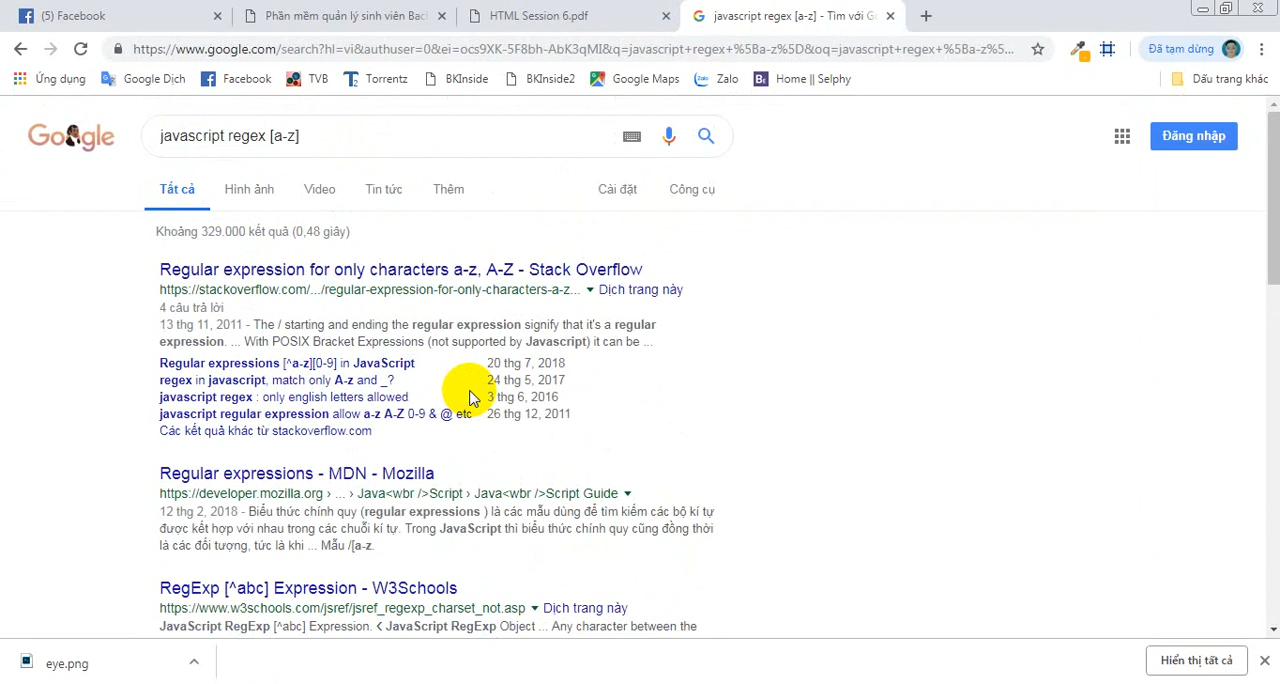 (5) Facebook
Phần mềm quản lý sinh viên Bac
HTML Session 6.pdf
javascript regex [a-z] - Tìm với Go
https://www.google.com/search?hl=vi&authuser=0&ei=ocs9XK-5F8bh-AbK3qMI&q=javascript+regex+%5Ba-z%5D&oq=javascript+regex+%5Ba-z%5...
Đã tạm dừng
Ứng dụng
Google Dịch
Facebook
TVB
Torrentz
BKInside
BKInside2
Google Maps
Zalo
Home || Selphy
Dấu trang khác
Google
javascript regex [a-z]
Đăng nhập
Tất cả
Hình ảnh
Video
Tin tức
Thêm
Cài đặt
Công cụ
Khoảng 329.000 kết quả (0,48 giây)
Regular expression for only characters a-z, A-Z - Stack Overflow
https://stackoverflow.com/.../regular-expression-for-only-characters-a-z... Dịch trang này
4 câu trả lời
13 thg 11, 2011 - The / starting and ending the regular expression signify that it's a regular
expression. ... With POSIX Bracket Expressions (not supported by Javascript) it can be ...
Regular expressions [^a-z][0-9] in JavaScript 20 thg 7, 2018
regex in javascript, match only A-z and _? 24 thg 5, 2017
javascript regex : only english letters allowed 3 thg 6, 2016
javascript regular expression allow a-z A-Z 0-9 & @ etc 26 thg 12, 2011
Các kết quả khác từ stackoverflow.com
Regular expressions - MDN - Mozilla
https://developer.mozilla.org › ... › Java<wbr />Script › Java<wbr />Script Guide
12 thg 2, 2018 - Biểu thức chính quy (regular expressions ) là các mẫu dùng để tìm kiếm các bộ kí tự
được kết hợp với nhau trong các chuỗi kí tự. Trong JavaScript thì biểu thức chính quy cũng đồng thời
là các đối tượng, tức là khi ... Mẫu /[a-z.
RegExp [^abc] Expression - W3Schools
https://www.w3schools.com/jsref/jsref_regexp_charset_not.asp Dịch trang này
JavaScript RegExp [^abc] Expression. ❮ JavaScript RegExp Object ... Any character between the
eye.png
Hiển thị tất cả